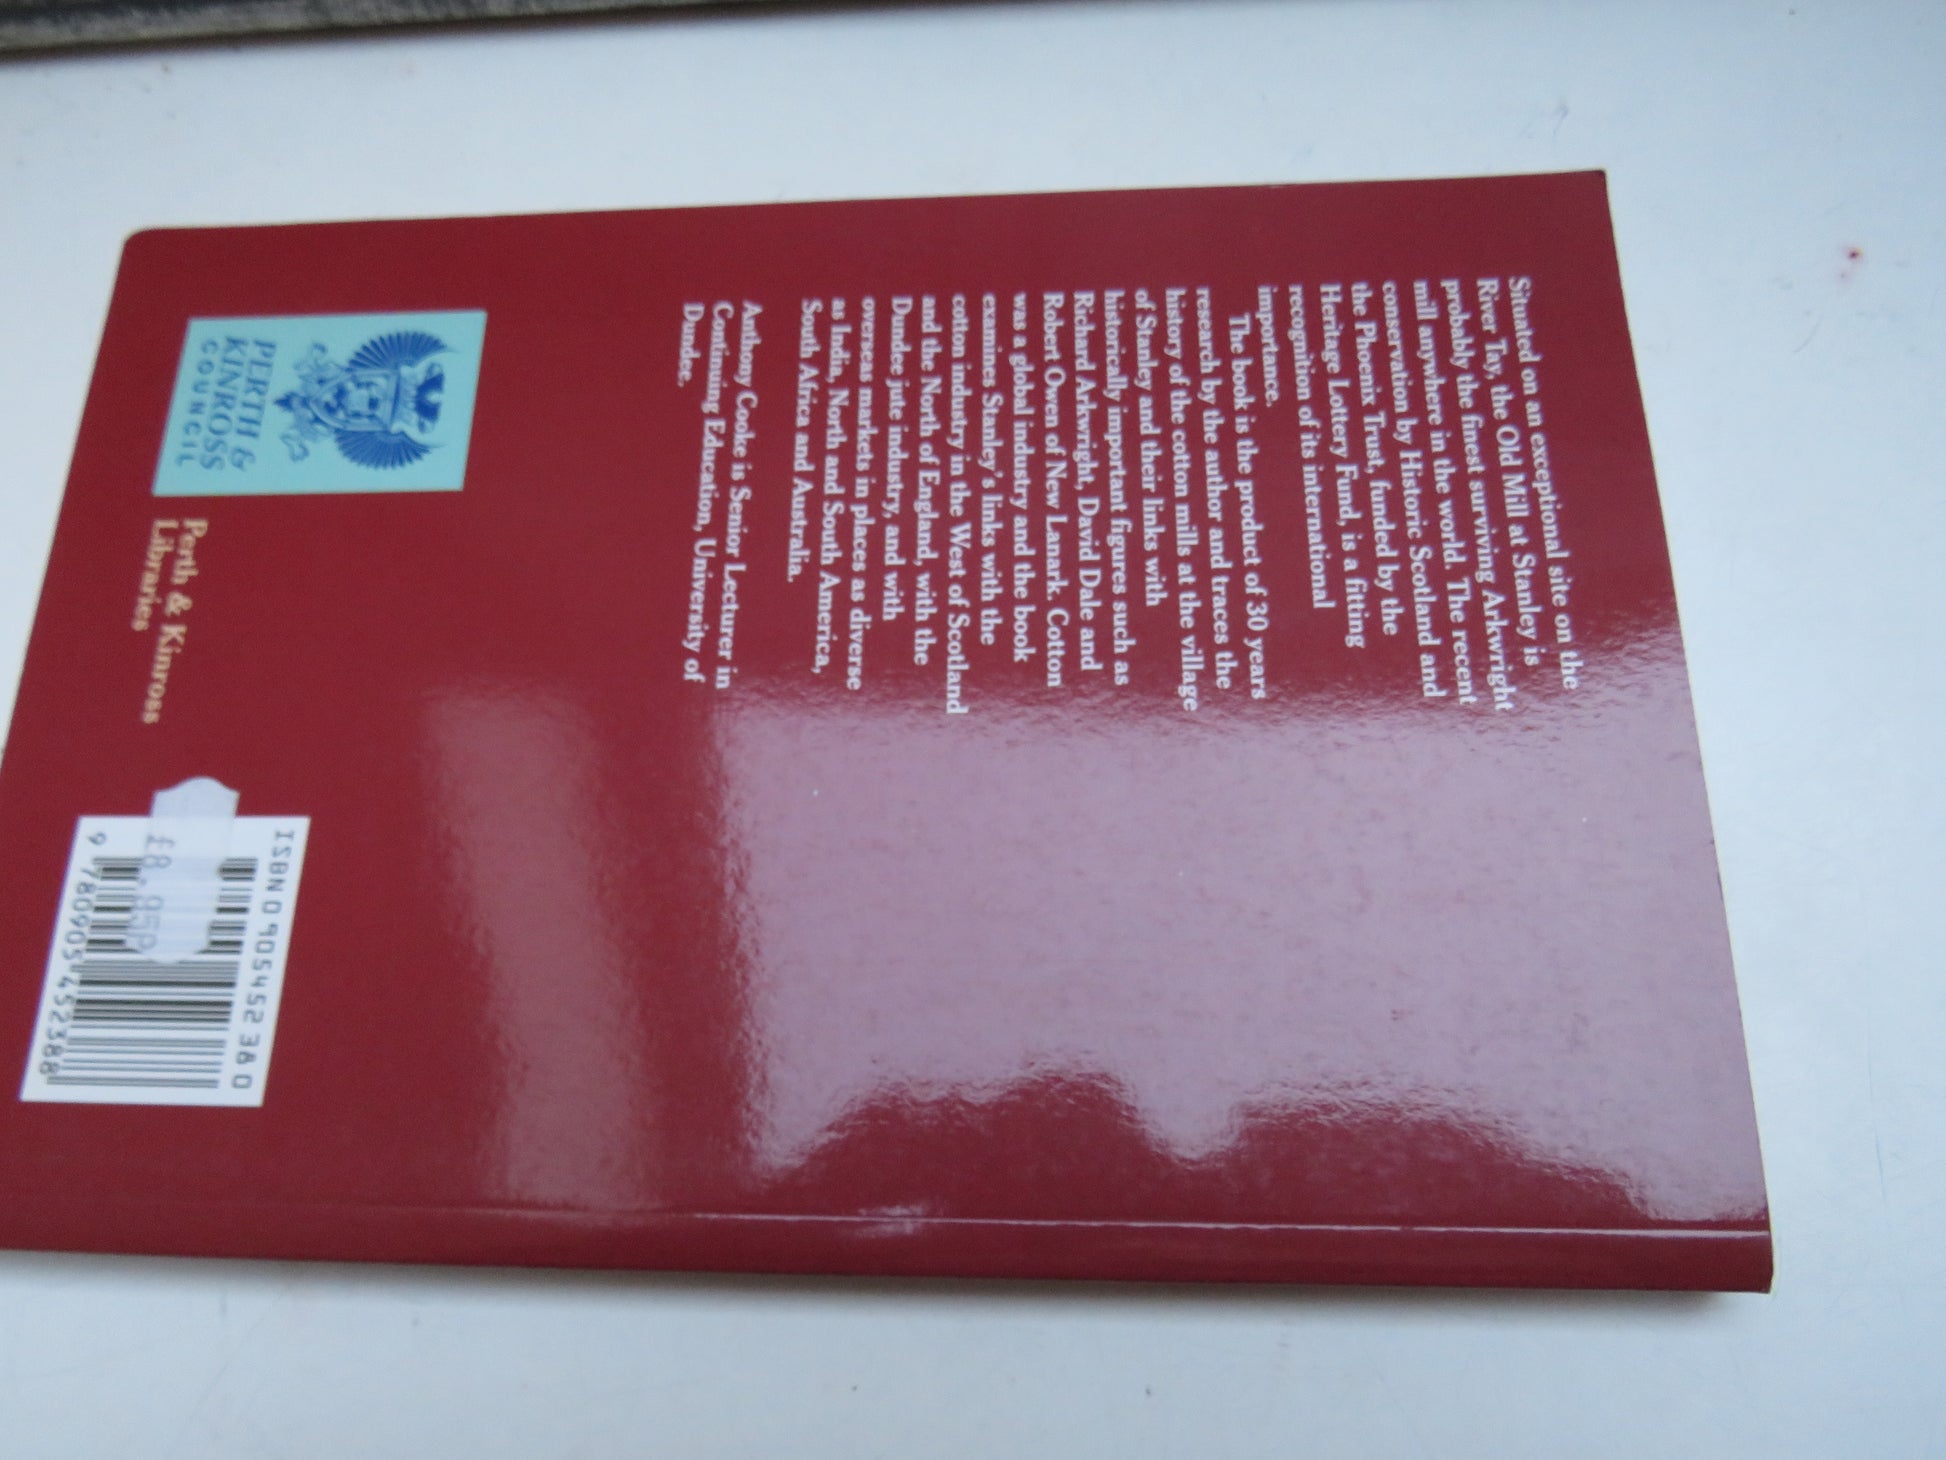 Situated on an exceptional site on the
River Tay, the Old Mill at Stanley is
probably the finest surviving Arkwright
mill anywhere in the world. The recent
conservation by Historic Scotland and
the Phoenix Trust, funded by the
Heritage Lottery Fund, is a fitting
recognition of its international
importance.
The book is the product of 30 years
research by the author and traces the
history of the cotton mills at the village
of Stanley and their links with
historically important figures such as
Richard Arkwright, David Dale and
Robert Owen of New Lanark. Cotton
was a global industry and the book
examines Stanley's links with the
cotton industry in the West of Scotland
and the North of England, with the
Dundee jute industry, and with
overseas markets in places as diverse
as India, North and South America,
South Africa and Australia.
Anthony Cooke is Senior Lecturer in
Continuing Education, University of
Dundee.
PERTH &
KINROSS
COUNCIL
Perth & Kinross
Libraries
ISBN 0 905452 38 0
£8.95P
9 780905 452388